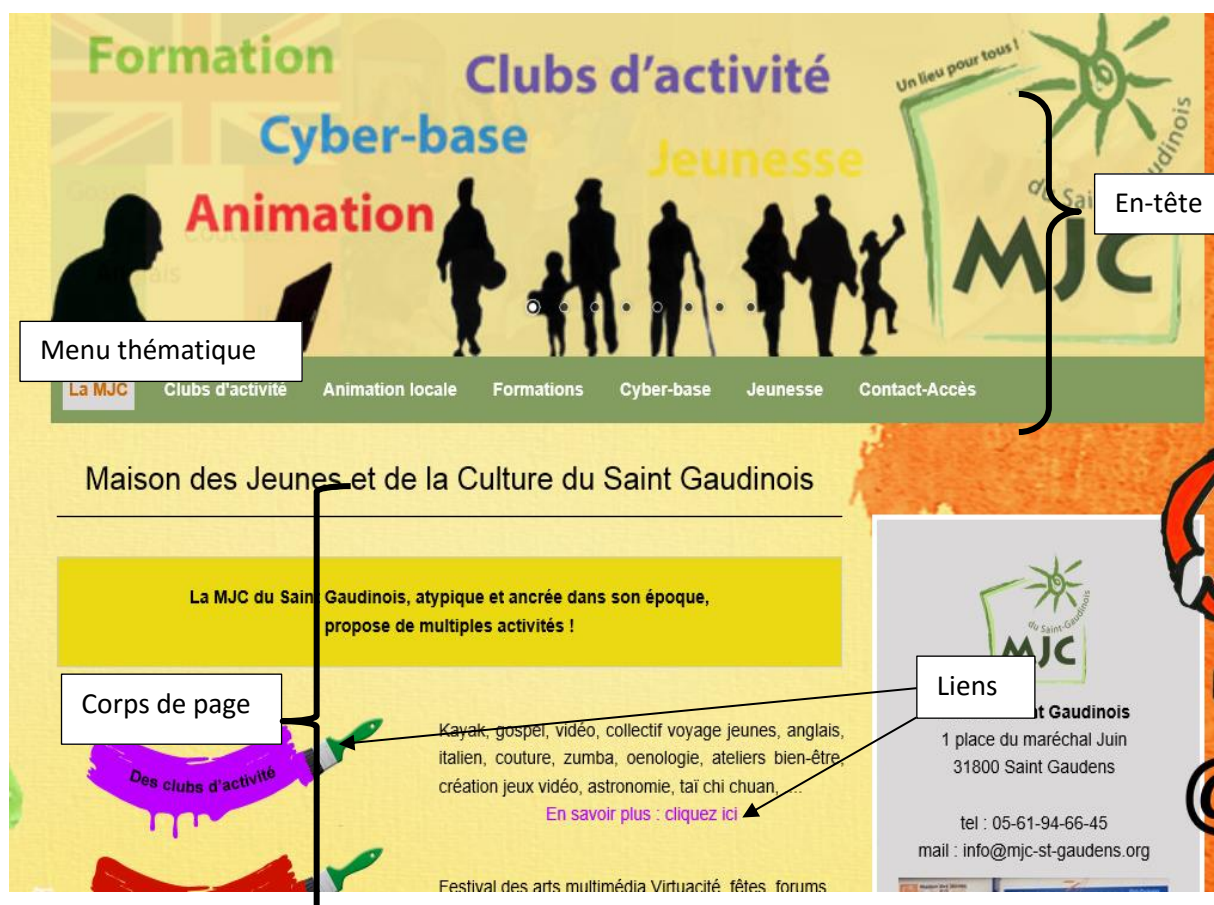 Formation
Clubs d'activité
Un lieu pour tous !
Cyber-base
Jeunesse
Gospel
Animation
Couture
Anglais
du Sai
udinois
MJC
En-tête
Menu thématique
La MJC Clubs d'activité Animation locale Formations Cyber-base Jeunesse Contact-Accès
Maison des Jeunes et de la Culture du Saint Gaudinois
La MJC du Saint Gaudinois, atypique et ancrée dans son époque,
propose de multiples activités !
du Saint-Gaudinois
MJC
Corps de page
Liens
nt Gaudinois
1 place du maréchal Juin
31800 Saint Gaudens
tel : 05-61-94-66-45
mail : info@mjc-st-gaudens.org
Des clubs d'activité
Kayak, gospel, vidéo, collectif voyage jeunes, anglais,
italien, couture, zumba, oenologie, ateliers bien-être,
création jeux vidéo, astronomie, taï chi chuan, ...
En savoir plus : cliquez ici
Festival des arts multimédia Virtuacité, fêtes, forums
@